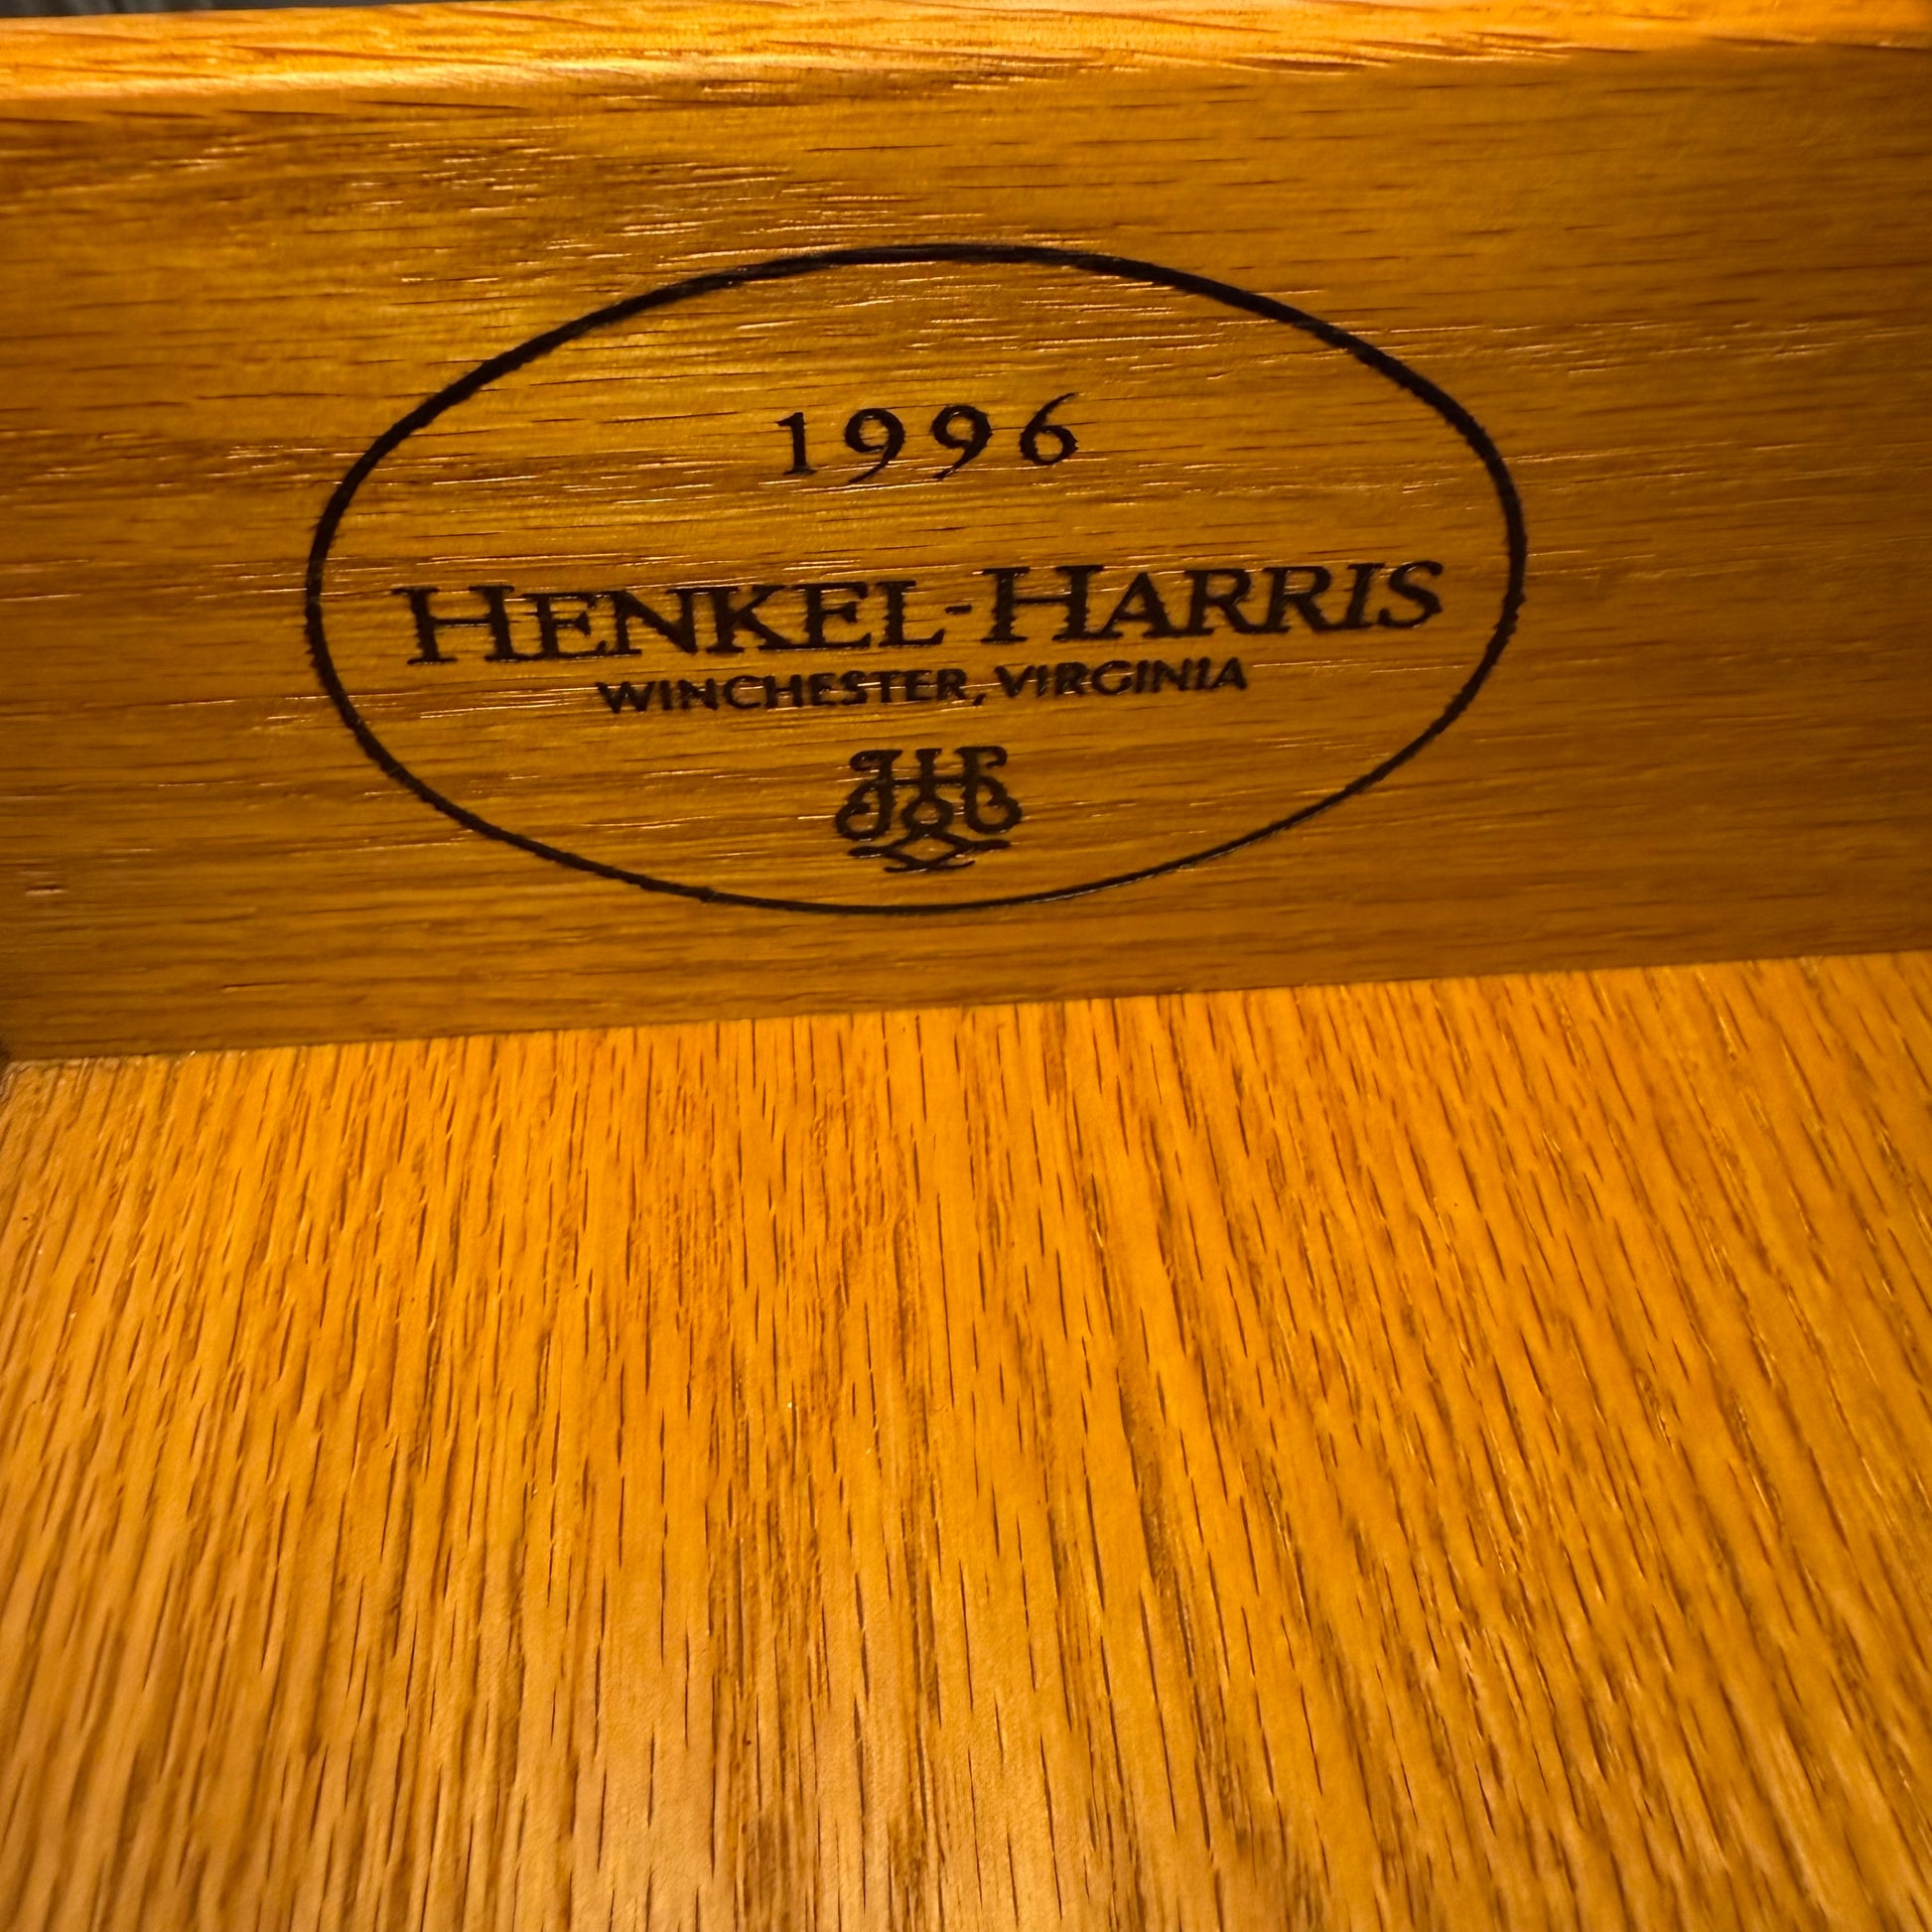 1996
HENKEL-HARRIS
WINCHESTER, VIRGINIA